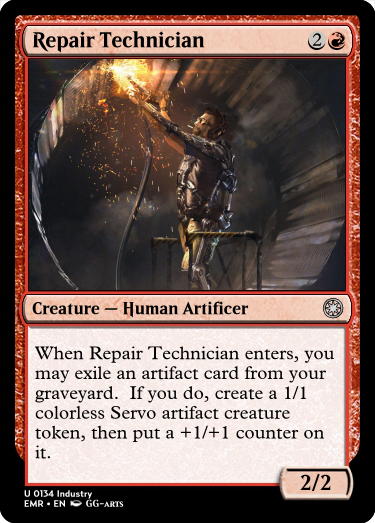 Repair Technician 2
Creature — Human Artificer
When Repair Technician enters, you
may exile an artifact card from your
graveyard.  If you do, create a 1/1
colorless Servo artifact creature
token, then put a +1/+1 counter on
it.
2/2
U 0134 Industry
EMR • EN GG-ARTS